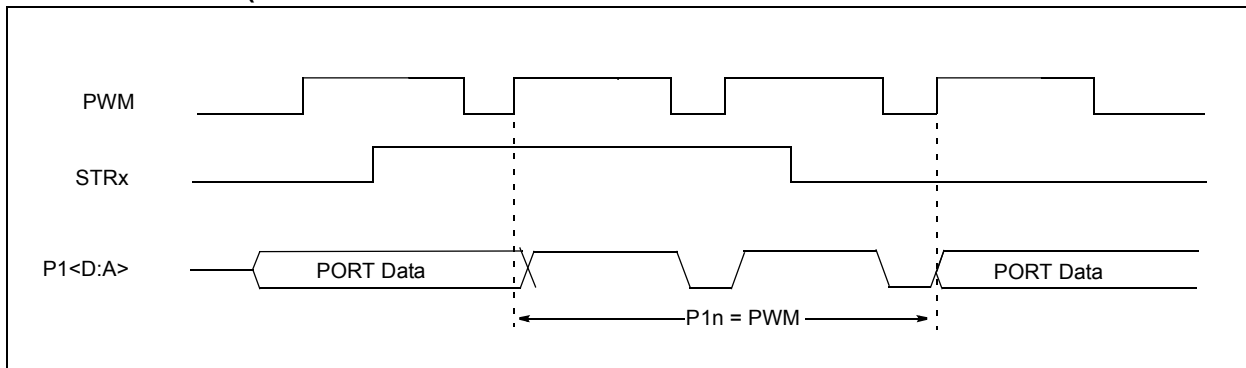 PWM
STRx
P1<D:A>
PORT Data
PORT Data
P1n = PWM